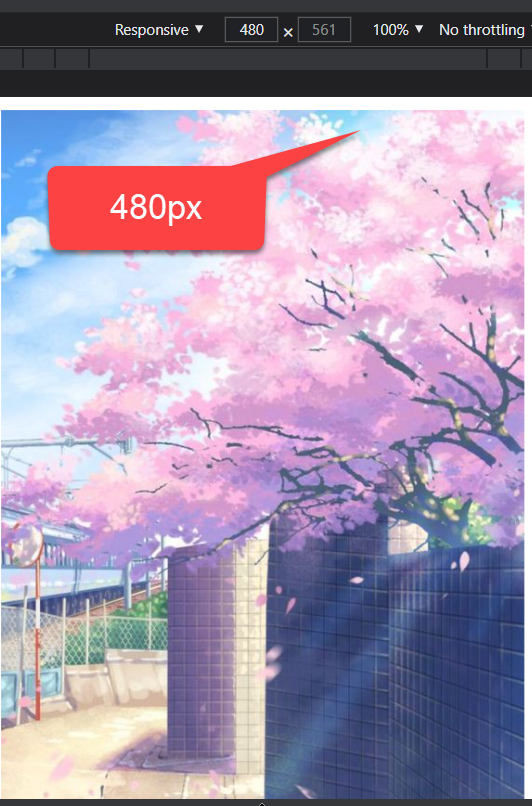 Responsive ▼ 480 × 561 100% ▼ No throttling
480px